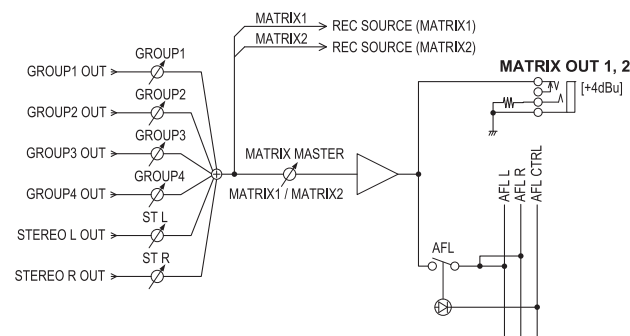 MATRIX1
REC SOURCE (MATRIX1)
MATRIX2
REC SOURCE (MATRIX2)
GROUP1
GROUP1 OUT
GROUP2
GROUP2 OUT
GROUP3
GROUP3 OUT
GROUP4
GROUP4 OUT
ST L
STEREO L OUT
ST R
STEREO R OUT
MATRIX MASTER
MATRIX1 / MATRIX2
MATRIX OUT 1, 2
[+4dBu]
AFL L
AFL R
AFL CTRL
AFL